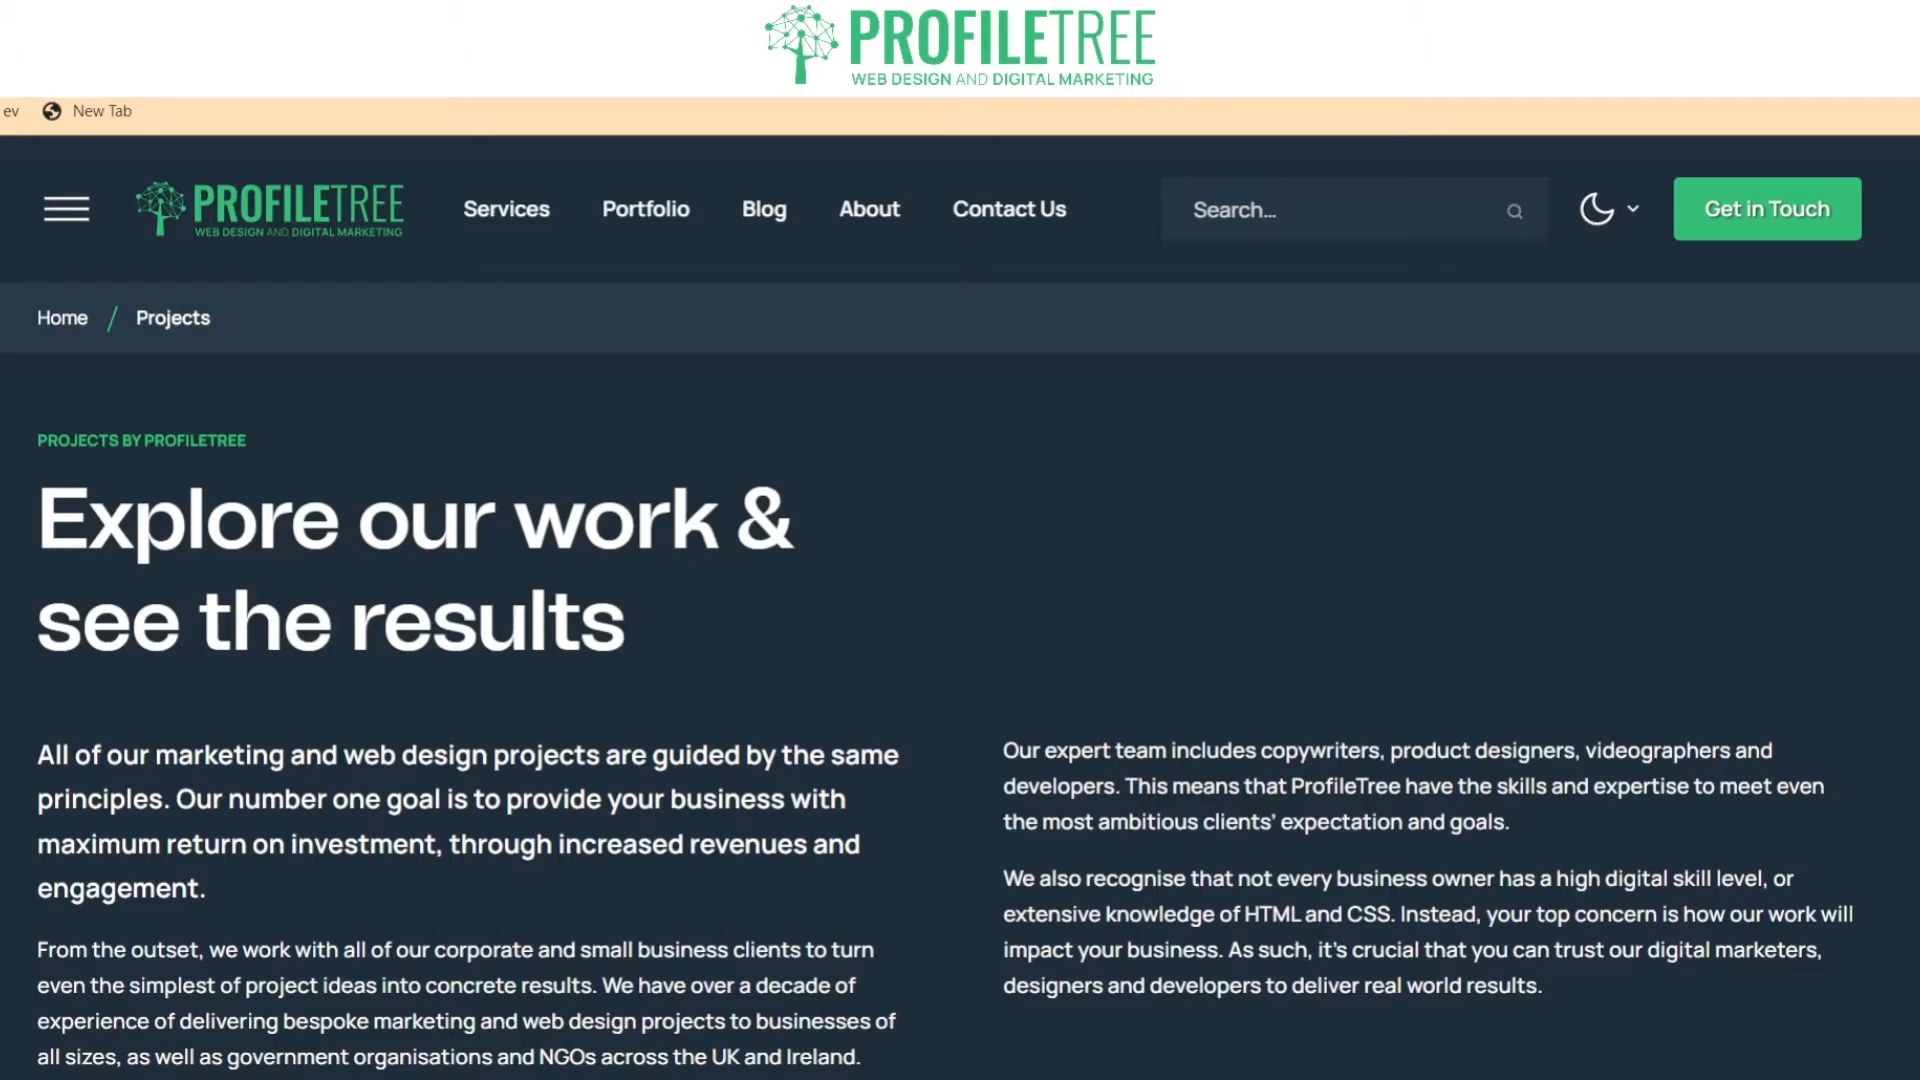 PROFILETREE
WEB DESIGN AND DIGITAL MARKETING
ev New Tab
PROFILETREE
WEB DESIGN AND DIGITAL MARKETING
Services Portfolio Blog About Contact Us Search... Get in Touch
Home / Projects
PROJECTS BY PROFILETREE
Explore our work &
see the results
All of our marketing and web design projects are guided by the same
principles. Our number one goal is to provide your business with
maximum return on investment, through increased revenues and
engagement.
From the outset, we work with all of our corporate and small business clients to turn
even the simplest of project ideas into concrete results. We have over a decade of
experience of delivering bespoke marketing and web design projects to businesses of
all sizes, as well as government organisations and NGOs across the UK and Ireland.
Our expert team includes copywriters, product designers, videographers and
developers. This means that ProfileTree have the skills and expertise to meet even
the most ambitious clients’ expectation and goals.
We also recognise that not every business owner has a high digital skill level, or
extensive knowledge of HTML and CSS. Instead, your top concern is how our work will
impact your business. As such, it’s crucial that you can trust our digital marketers,
designers and developers to deliver real world results.